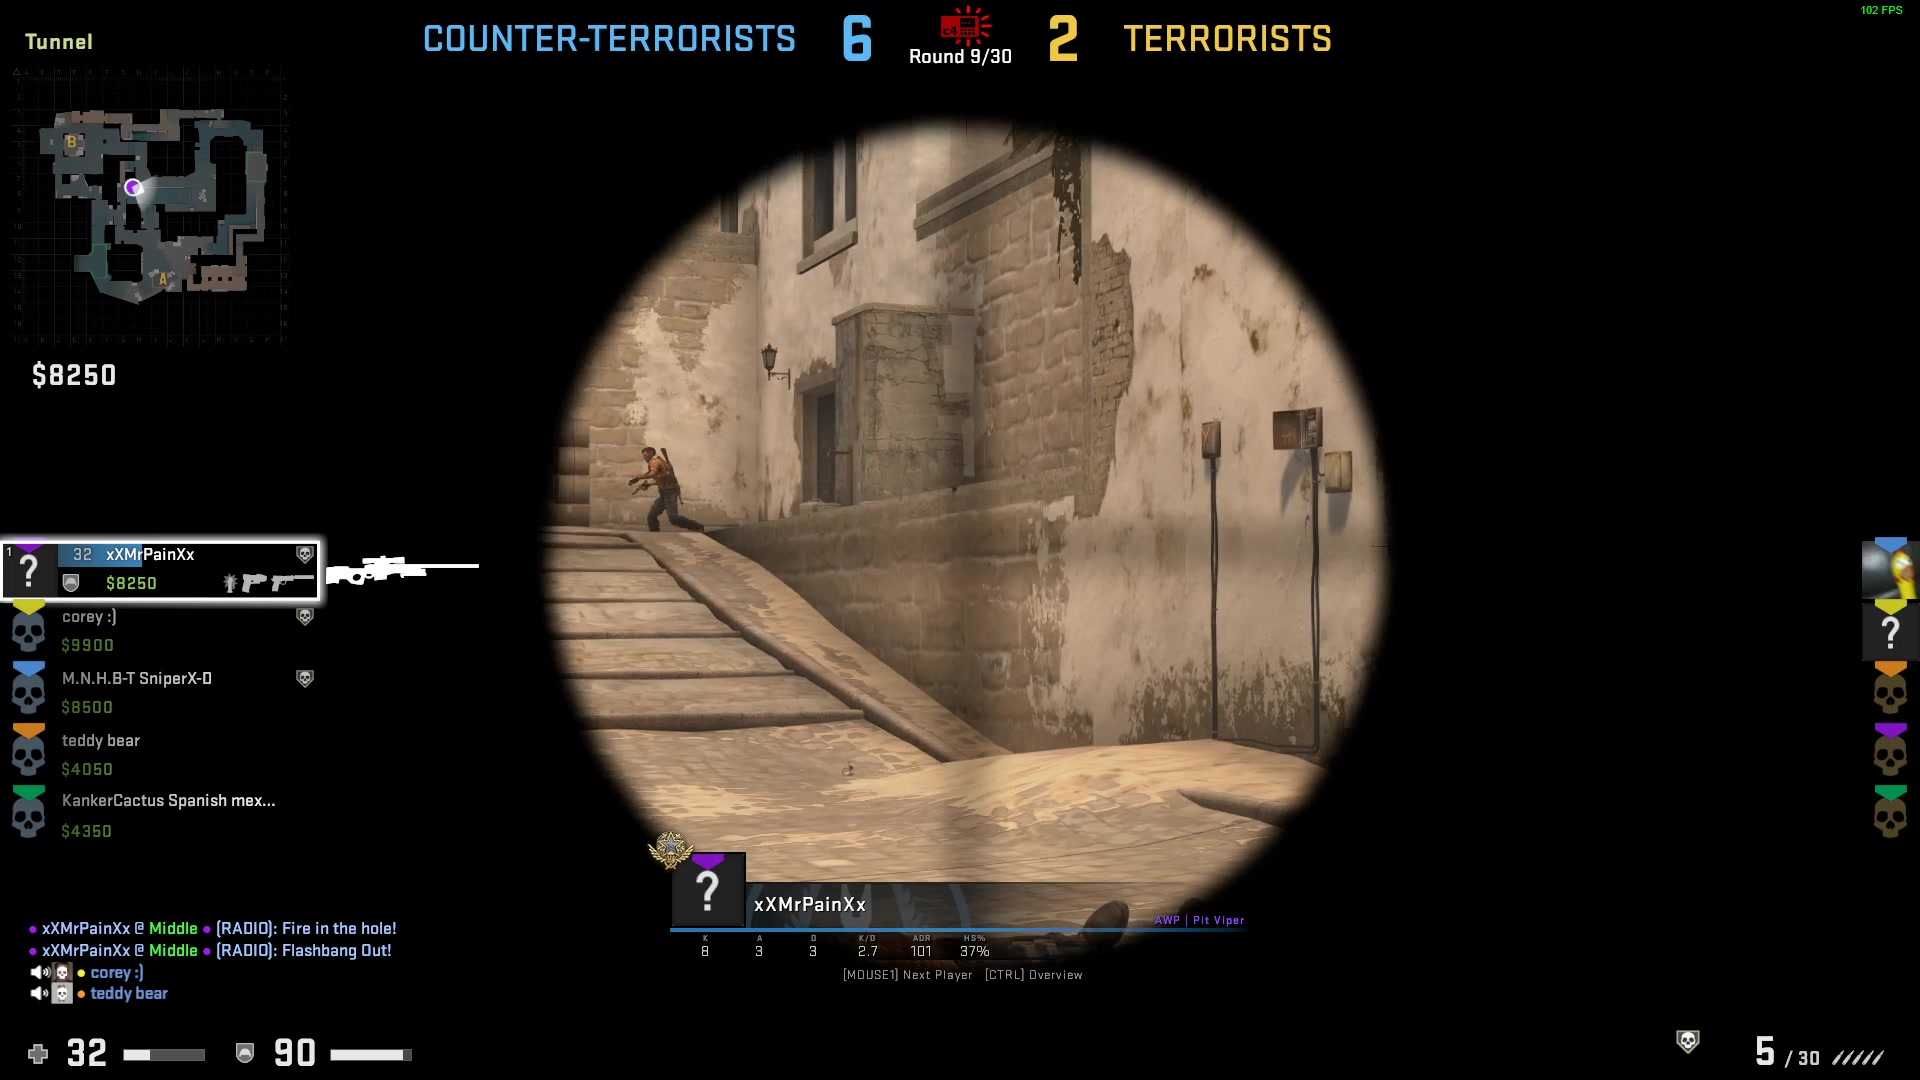 102 FPS
Tunnel
COUNTER-TERRORISTS 6 Round 9/30 2 TERRORISTS
B
A
$8250
1 ? 32 xXMrPainXx
$8250
corey :)
$9900
M.N.H.B-T SniperX-D
$8500
?
teddy bear
$4050
KankerCactus Spanish mex...
$4350
?
xXMrPainXx
AWP | Pit Viper
K A D K/D ADR HS%
8 3 3 2.7 101 37%
[MOUSE1] Next Player [CTRL] Overview
xXMrPainXx @ Middle (RADIO): Fire in the hole!
xXMrPainXx @ Middle (RADIO): Flashbang Out!
corey :)
teddy bear
32 90 5 / 30